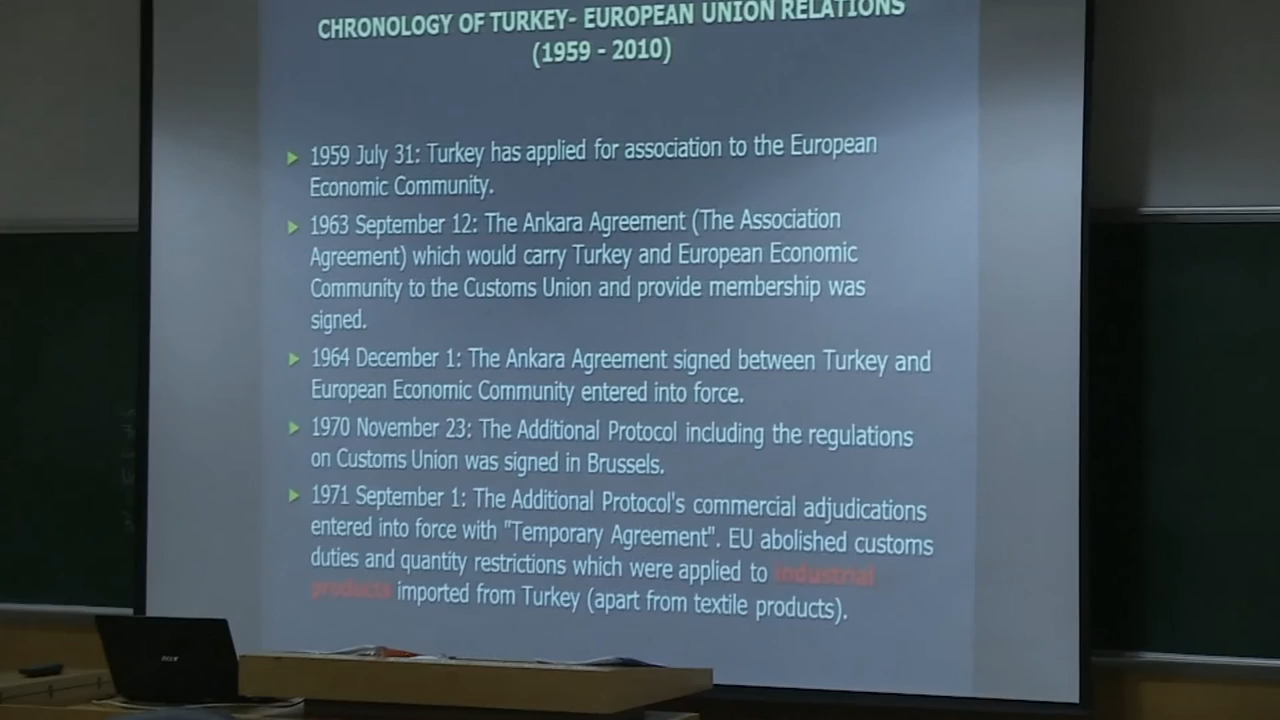 CHRONOLOGY OF TURKEY- EUROPEAN UNION RELATIONS
(1959 - 2010)
1959 July 31: Turkey has applied for association to the European
Economic Community.
1963 September 12: The Ankara Agreement (The Association
Agreement) which would carry Turkey and European Economic
Community to the Customs Union and provide membership was
signed.
1964 December 1: The Ankara Agreement signed between Turkey and
European Economic Community entered into force.
1970 November 23: The Additional Protocol including the regulations
on Customs Union was signed in Brussels.
1971 September 1: The Additional Protocol's commercial adjudications
entered into force with "Temporary Agreement". EU abolished customs
duties and quantity restrictions which were applied to industrial
products imported from Turkey (apart from textile products).
acer